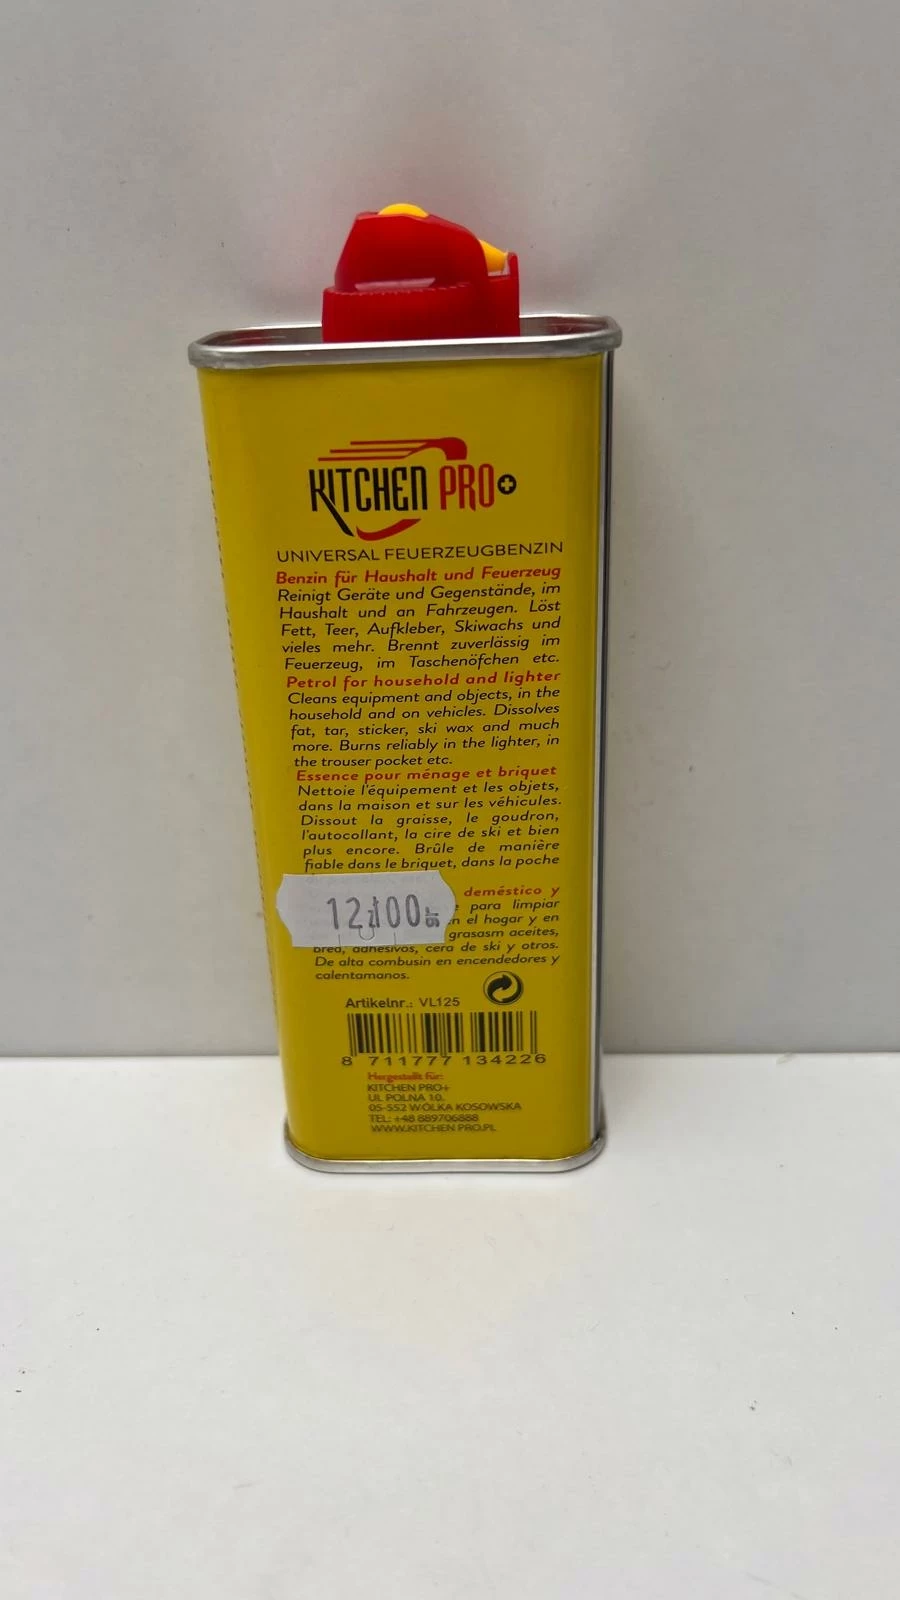 KITCHEN PRO+
UNIVERSAL FEUERZEUGBENZIN
Benzin für Haushalt und Feuerzeug
Reinigt Geräte und Gegenstände, im
Haushalt und an Fahrzeugen. Löst
Fett, Teer, Aufkleber, Skiwachs und
vieles mehr. Brennt zuverlässig im
Feuerzeug, im Taschenöfchen etc.
Petrol for household and lighter
Cleans equipment and objects, in the
household and on vehicles. Dissolves
fat, tar, sticker, ski wax and much
more. Burns reliably in the lighter, in
the trouser pocket etc.
Essence pour ménage et briquet
Nettoie l'équipement et les objets,
dans la maison et sur les véhicules.
Dissout la graisse, le goudron,
l'autocollant, la cire de ski et bien
plus encore. Brûle de manière
fiable dans le briquet, dans la poche
deméstico y
para limpiar
12zł00gr
el hogar y en
grasasm aceites,
brea, adhesivos, cera de ski y otros.
De alta combusin en encendedores y
calentamanos.
Artikelnr.: VL125
8 711777 134226
Hergestellt für:
KITCHEN PRO+
UL POLNA 10.
05-552 WÓLKA KOSOWSKA
TEL: +48 889706888
WWW.KITCHEN PRO.PL